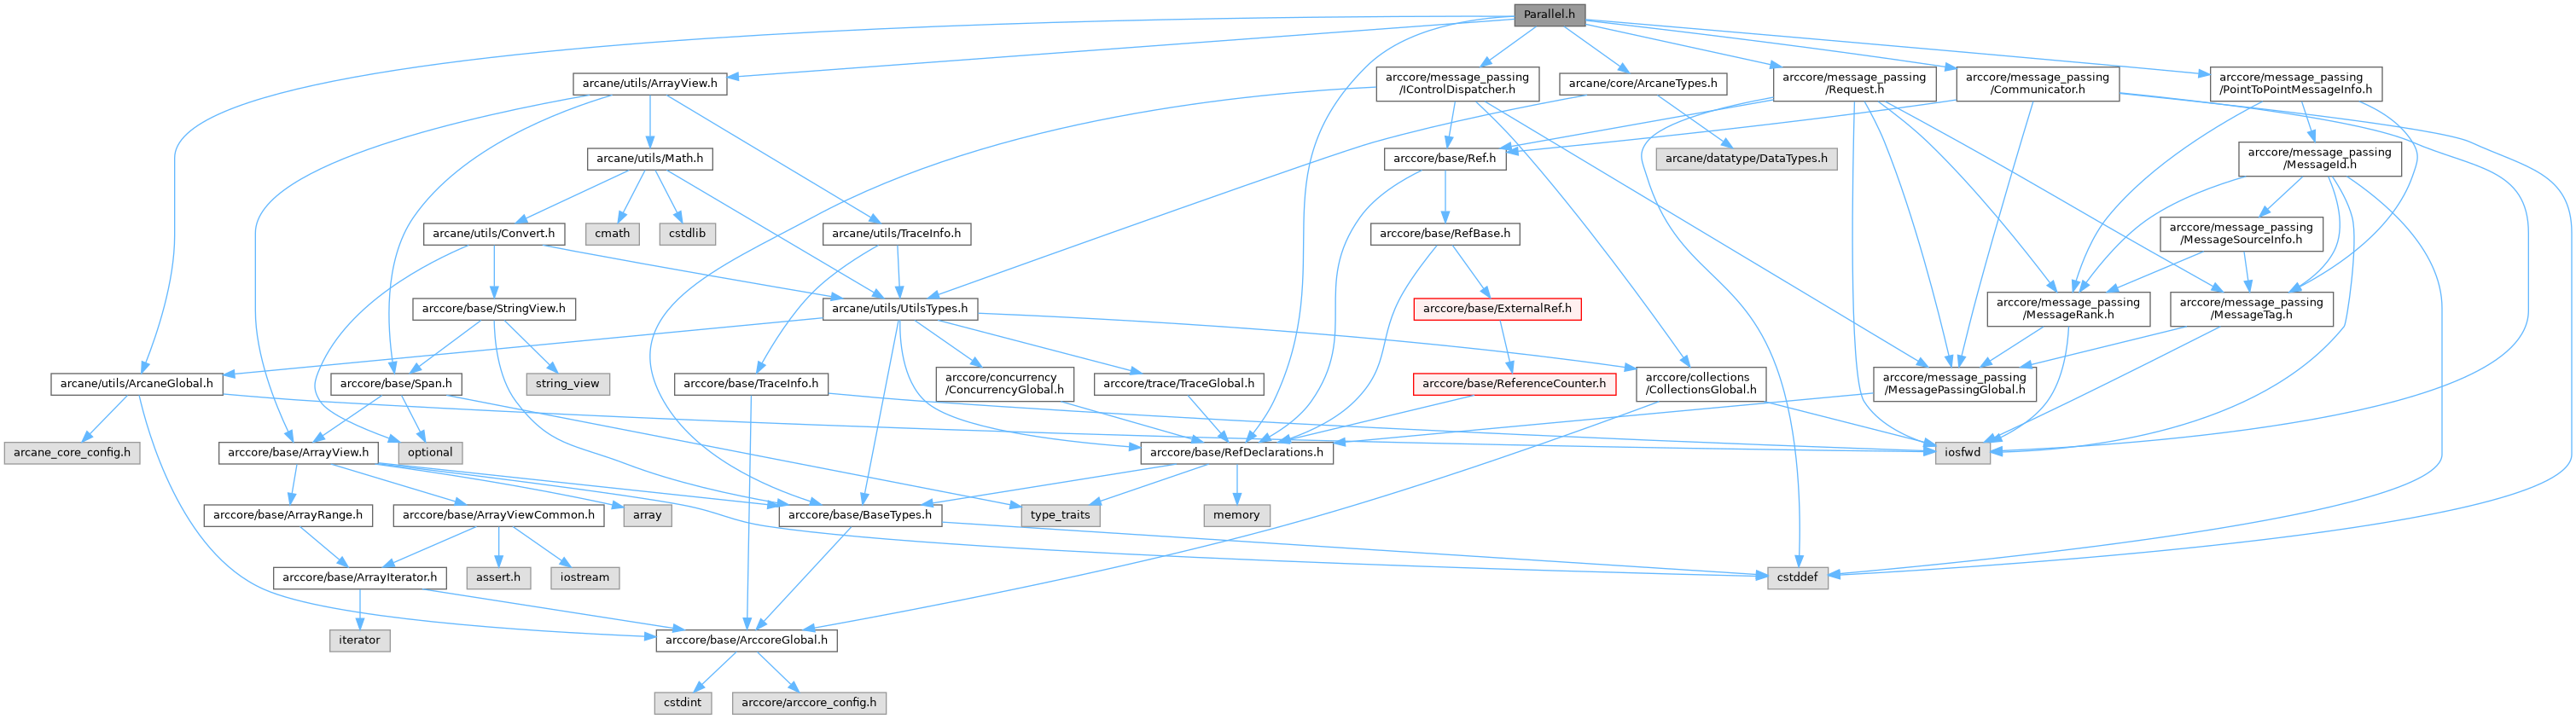 Parallel.h
arcane/utils/ArrayView.h
arccore/message_passing
/IControlDispatcher.h
arcane/core/ArcaneTypes.h
arccore/message_passing
/Request.h
arccore/message_passing
/Communicator.h
arccore/message_passing
/PointToPointMessageInfo.h
arcane/utils/Math.h
arccore/base/Ref.h
arcane/datatype/DataTypes.h
arccore/message_passing
/MessageId.h
arcane/utils/Convert.h
cmath
cstdlib
arcane/utils/TraceInfo.h
arccore/base/RefBase.h
arccore/message_passing
/MessageSourceInfo.h
arccore/base/StringView.h
arcane/utils/UtilsTypes.h
arccore/base/ExternalRef.h
arccore/message_passing
/MessageRank.h
arccore/message_passing
/MessageTag.h
arcane/utils/ArcaneGlobal.h
arccore/base/Span.h
string_view
arccore/base/TraceInfo.h
arccore/concurrency
/ConcurrencyGlobal.h
arccore/trace/TraceGlobal.h
arccore/base/ReferenceCounter.h
arccore/collections
/CollectionsGlobal.h
arccore/message_passing
/MessagePassingGlobal.h
arcane_core_config.h
arccore/base/ArrayView.h
optional
arccore/base/RefDeclarations.h
iosfwd
arccore/base/ArrayRange.h
arccore/base/ArrayViewCommon.h
array
arccore/base/BaseTypes.h
type_traits
memory
arccore/base/ArrayIterator.h
assert.h
iostream
cstddef
iterator
arccore/base/ArccoreGlobal.h
cstdint
arccore/arccore_config.h